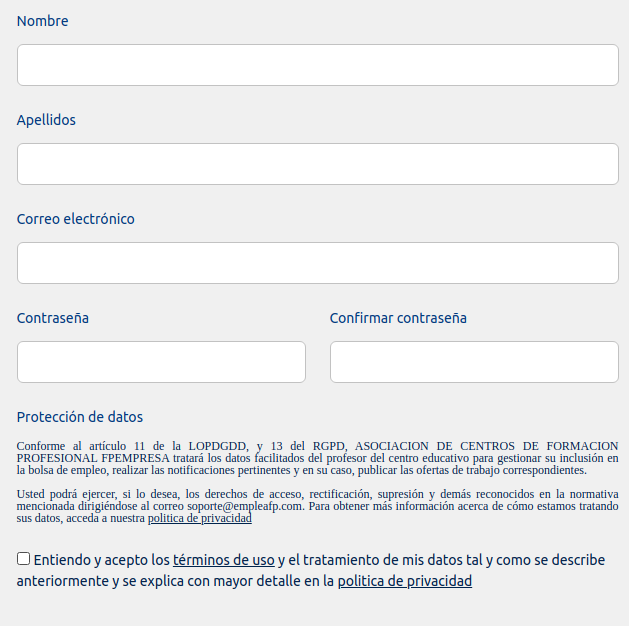 Nombre
Apellidos
Correo electrónico
Contraseña
Confirmar contraseña
Protección de datos
Conforme al artículo 11 de la LOPDGDD, y 13 del RGPD, ASOCIACION DE CENTROS DE FORMACION
PROFESIONAL FPEMPRESA tratará los datos facilitados del profesor del centro educativo para gestionar su inclusión en
la bolsa de empleo, realizar las notificaciones pertinentes y en su caso, publicar las ofertas de trabajo correspondientes.
Usted podrá ejercer, si lo desea, los derechos de acceso, rectificación, supresión y demás reconocidos en la normativa
mencionada dirigiéndose al correo soporte@empleafp.com. Para obtener más información acerca de cómo estamos tratando
sus datos, acceda a nuestra politica de privacidad
Entiendo y acepto los términos de uso y el tratamiento de mis datos tal y como se describe
anteriormente y se explica con mayor detalle en la politica de privacidad